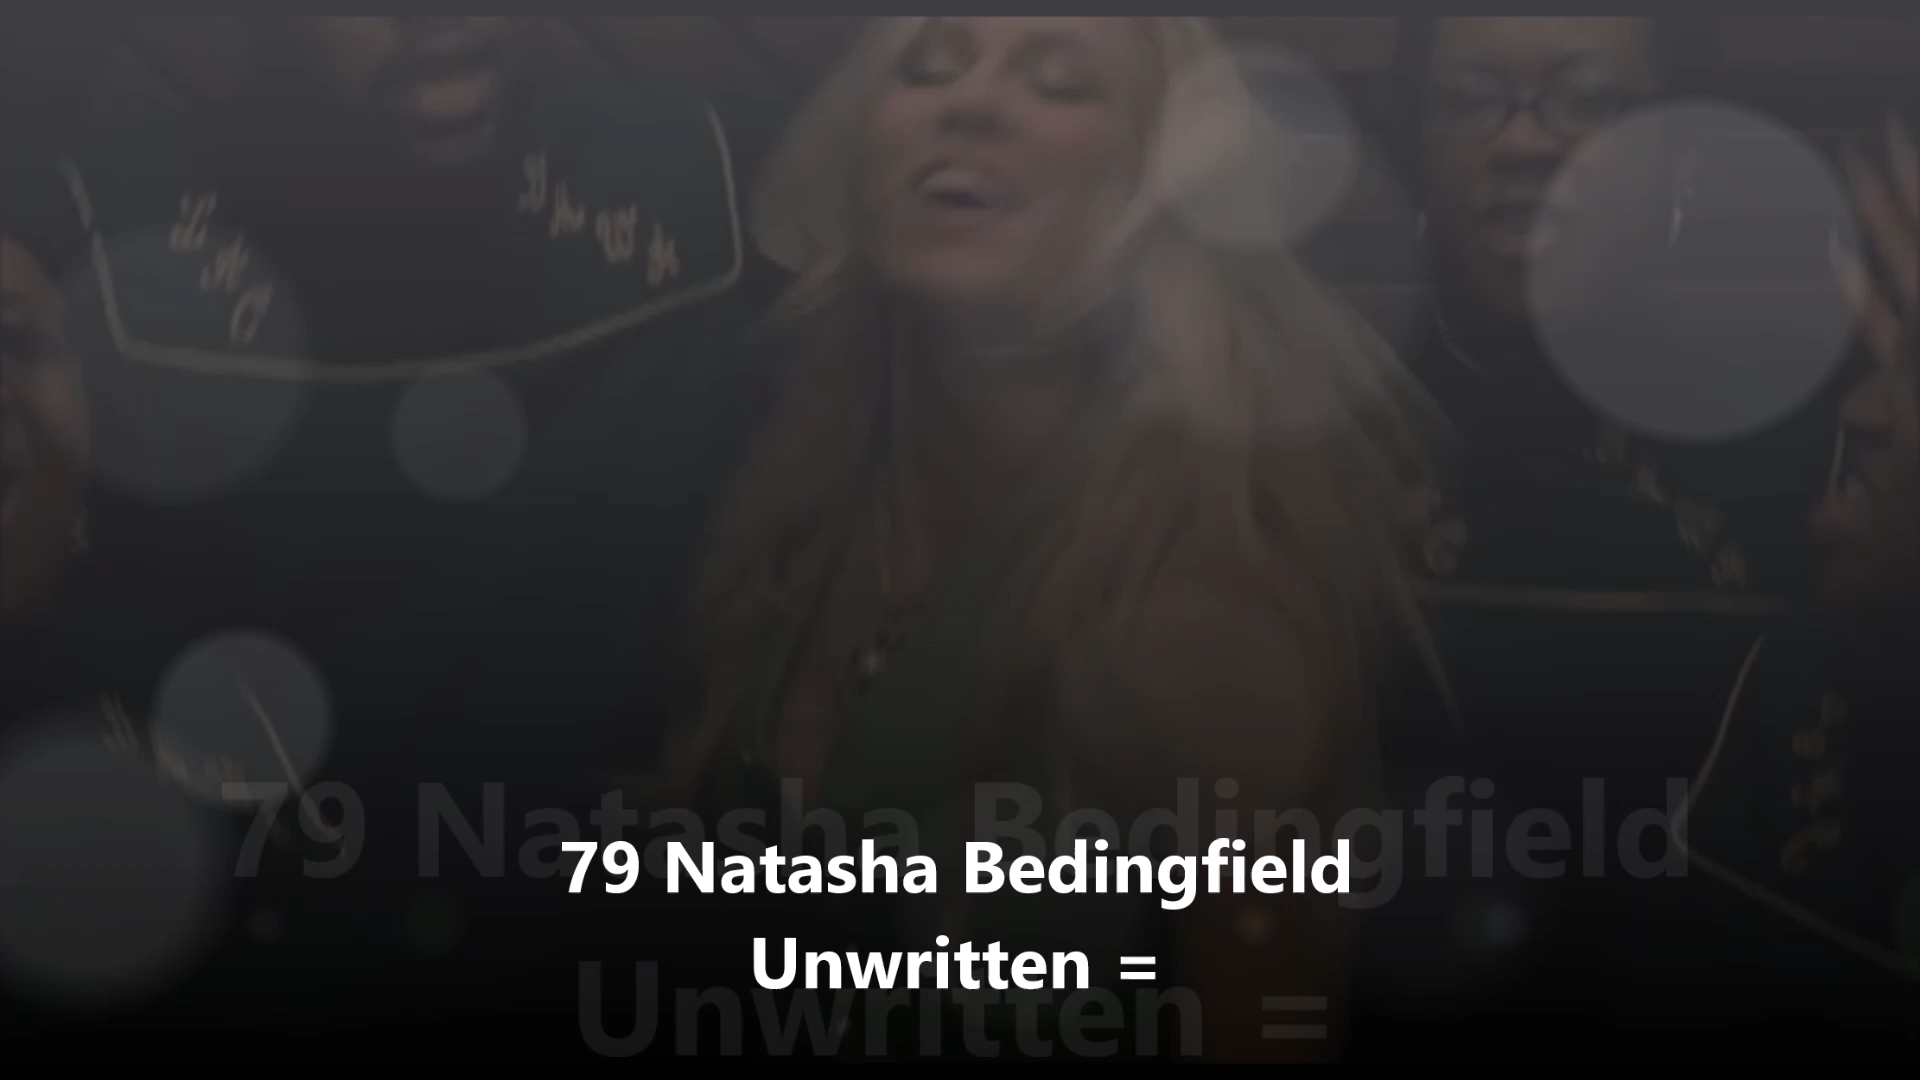 79 Natasha Bedingfield
Unwritten =